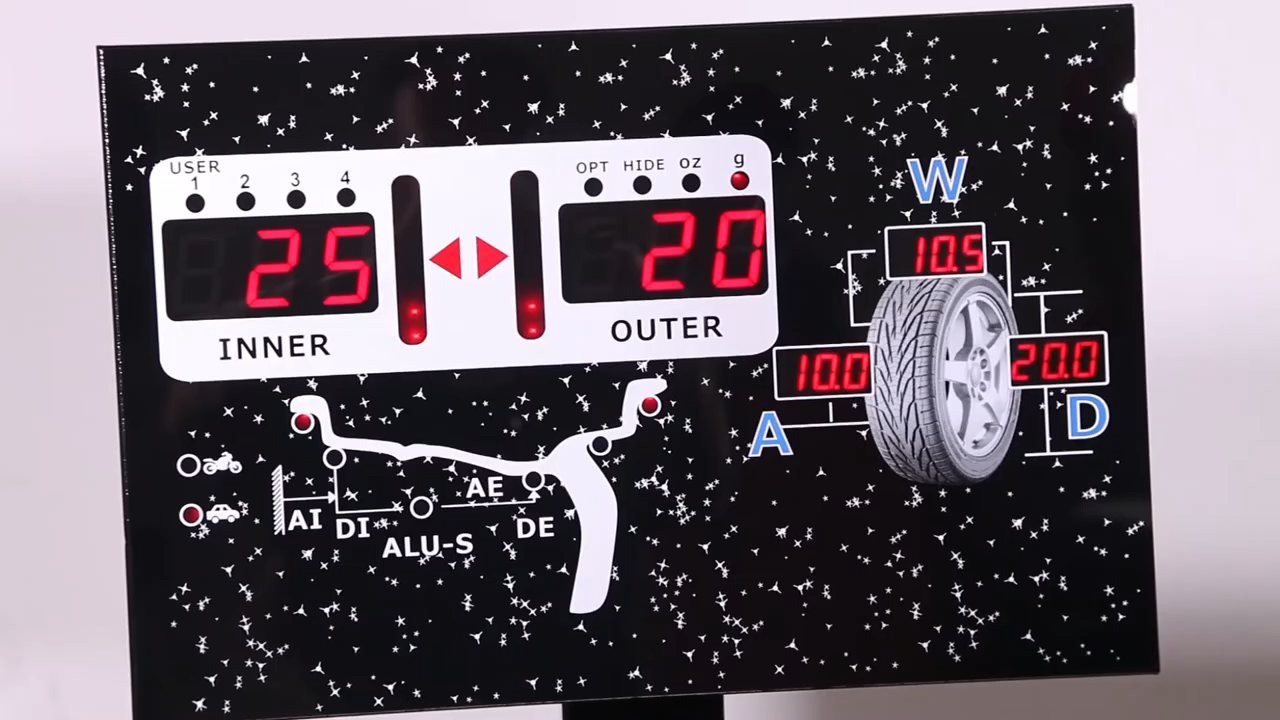 USER
1 2 3 4
OPT HIDE oz g
25
20
INNER
OUTER
W
10.5
10.0
20.0
A
D
AE
AI
DI
DE
ALU-S